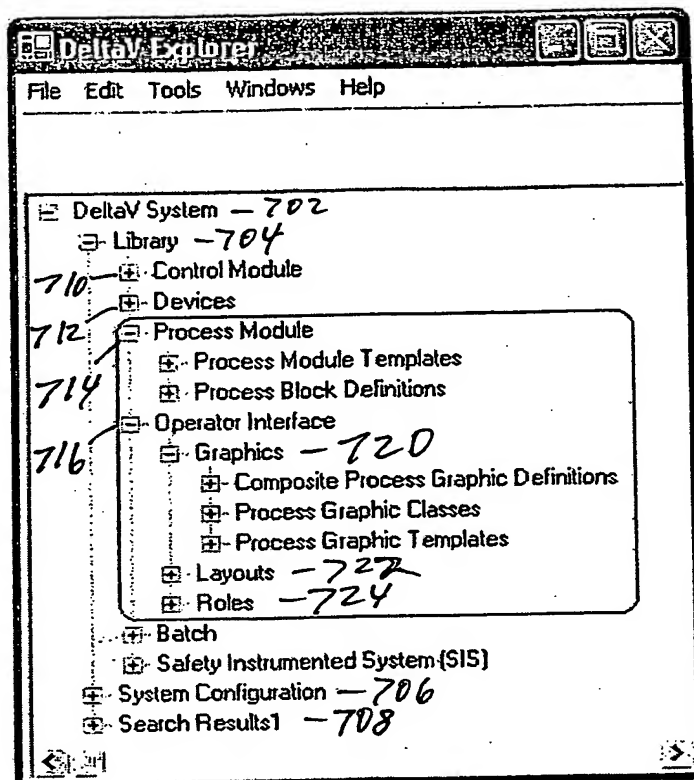 DeltaV Explorer
File Edit Tools Windows Help
DeltaV System — 702
Library — 704
710 Control Module
712 Devices
714 Process Module
Process Module Templates
Process Block Definitions
716 Operator Interface
Graphics — 720
Composite Process Graphic Definitions
Process Graphic Classes
Process Graphic Templates
Layouts — 722
Roles — 724
Batch
Safety Instrumented System (SIS)
System Configuration — 706
Search Results1 — 708